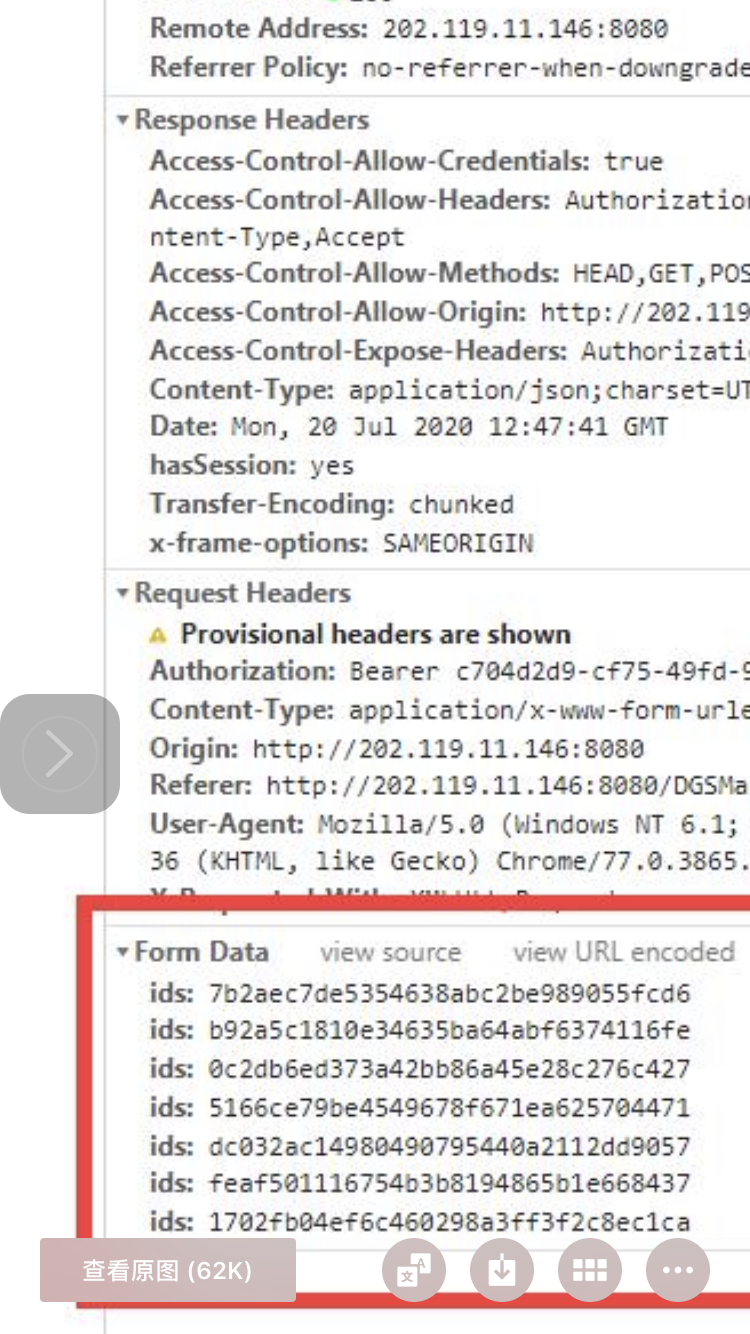 Remote Address: 202.119.11.146:8080
Referrer Policy: no-referrer-when-downgrade
Response Headers
Access-Control-Allow-Credentials: true
Access-Control-Allow-Headers: Authorization
ntent-Type,Accept
Access-Control-Allow-Methods: HEAD,GET,POS
Access-Control-Allow-Origin: http://202.119
Access-Control-Expose-Headers: Authorizati
Content-Type: application/json;charset=UT
Date: Mon, 20 Jul 2020 12:47:41 GMT
hasSession: yes
Transfer-Encoding: chunked
x-frame-options: SAMEORIGIN
Request Headers
Provisional headers are shown
Authorization: Bearer c704d2d9-cf75-49fd-9
Content-Type: application/x-www-form-urle
Origin: http://202.119.11.146:8080
Referer: http://202.119.11.146:8080/DGSMa
User-Agent: Mozilla/5.0 (Windows NT 6.1;
36 (KHTML, like Gecko) Chrome/77.0.3865.
Form Data view source view URL encoded
ids: 7b2aec7de5354638abc2be989055fcd6
ids: b92a5c1810e34635ba64abf6374116fe
ids: 0c2db6ed373a42bb86a45e28c276c427
ids: 5166ce79be4549678f671ea625704471
ids: dc032ac14980490795440a2112dd9057
ids: feaf501116754b3b8194865b1e668437
ids: 1702fb04ef6c460298a3ff3f2c8ec1ca
查看原图 (62K)
文 A